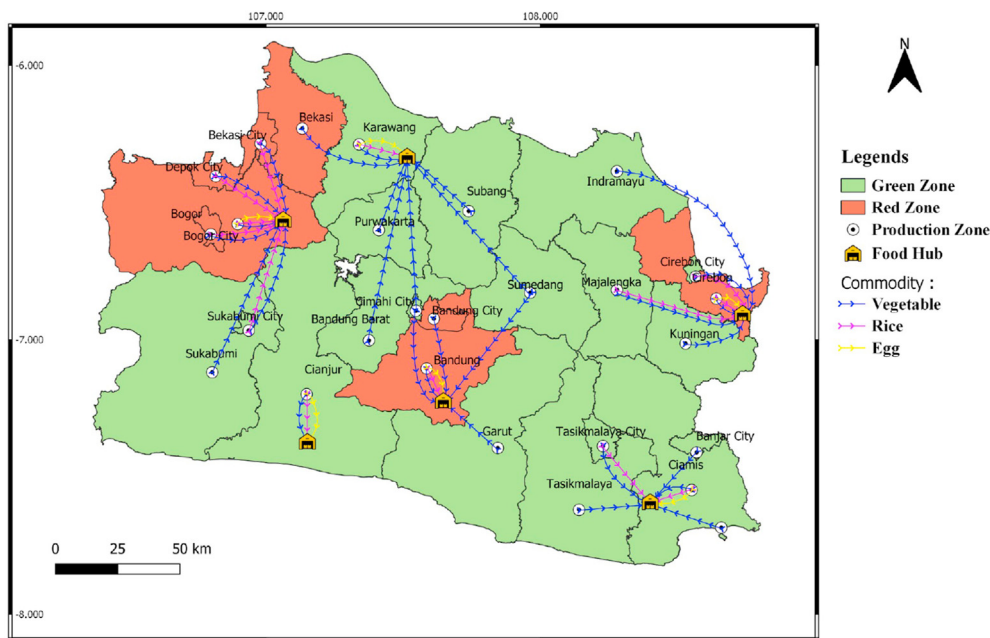 107.000
108.000
-6.000
-7.000
-8.000
N
Bekasi
Karawang
Bekasi City
Depok City
Indramayu
Subang
Bogor
Bogor City
Purwakarta
Cirebon City
Cirebon
Majalengka
Sumedang
Cimahi City
Bandung City
Bandung Barat
Sukabumi City
Kuningan
Sukabumi
Cianjur
Bandung
Garut
Tasikmalaya City
Banjar City
Ciamis
Tasikmalaya
0 25 50 km
Legends
Green Zone
Red Zone
Production Zone
Food Hub
Commodity :
Vegetable
Rice
Egg